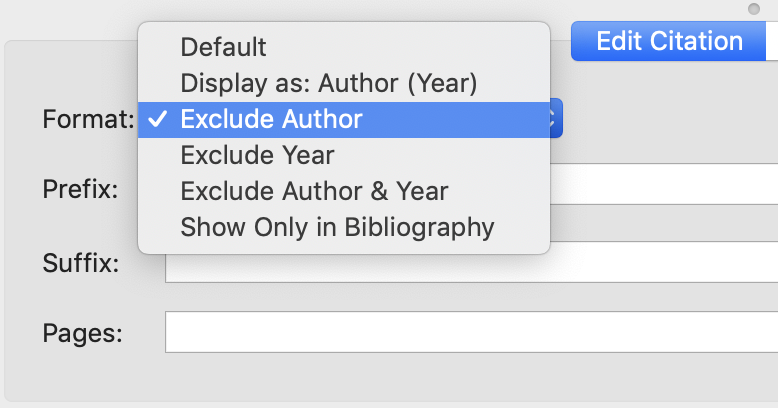 Edit Citation
Default
Display as: Author (Year)
Format: ✓ Exclude Author
Exclude Year
Prefix:
Exclude Author & Year
Show Only in Bibliography
Suffix:
Pages: